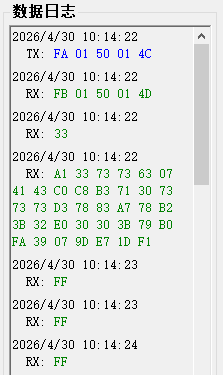 数据日志
2026/4/30 10:14:22
TX: FA 01 50 01 4C
2026/4/30 10:14:22
RX: FB 01 50 01 4D
2026/4/30 10:14:22
RX: 33
2026/4/30 10:14:22
RX: A1 33 73 73 63 07
41 43 C0 C8 B3 71 30 73
73 73 D3 78 83 A7 78 B2
3B 32 E0 30 30 3B 79 B0
FA 39 07 9D E7 1D F1
2026/4/30 10:14:23
RX: FF
2026/4/30 10:14:23
RX: FF
2026/4/30 10:14:24
RX: FF